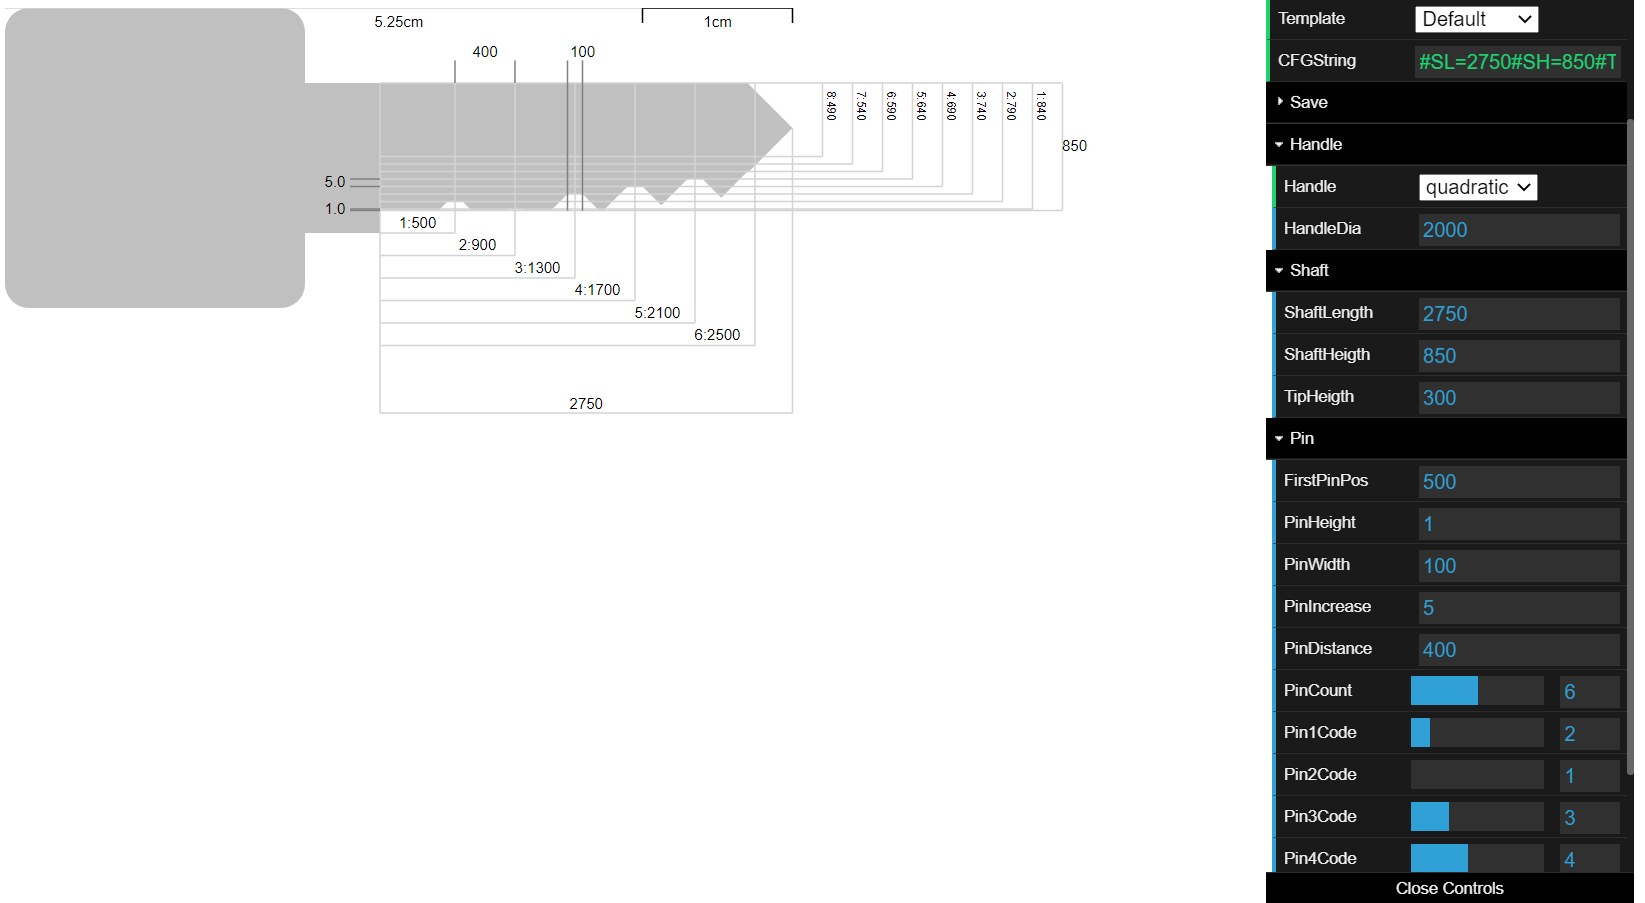 5.25cm
1cm
400
100
8:490
7:540
6:590
5:640
4:690
3:740
2:790
1:840
850
5.0
1.0
1:500
2:900
3:1300
4:1700
5:2100
6:2500
2750
Template
Default
CFGString
#SL=2750#SH=850#T
Save
Handle
Handle
quadratic
HandleDia
2000
Shaft
ShaftLength
2750
ShaftHeigth
850
TipHeigth
300
Pin
FirstPinPos
500
PinHeight
1
PinWidth
100
PinIncrease
5
PinDistance
400
PinCount
6
Pin1Code
2
Pin2Code
1
Pin3Code
3
Pin4Code
4
Close Controls